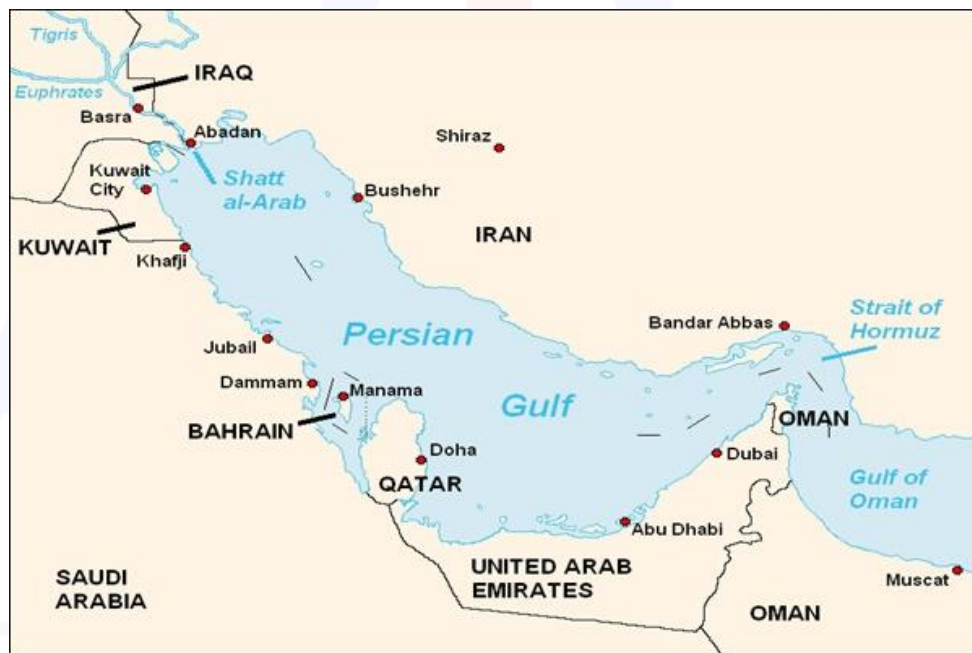 Tigris
IRAQ
Euphrates
Basra
Abadan
Shiraz
Kuwait
City
Shatt
al-Arab
Bushehr
IRAN
KUWAIT
Khafji
Strait of
Hormuz
Bandar Abbas
Persian
Jubail
Dammam
Manama
Gulf
OMAN
BAHRAIN
Doha
Dubai
QATAR
Gulf of
Oman
Abu Dhabi
UNITED ARAB
EMIRATES
Muscat
SAUDI
ARABIA
OMAN